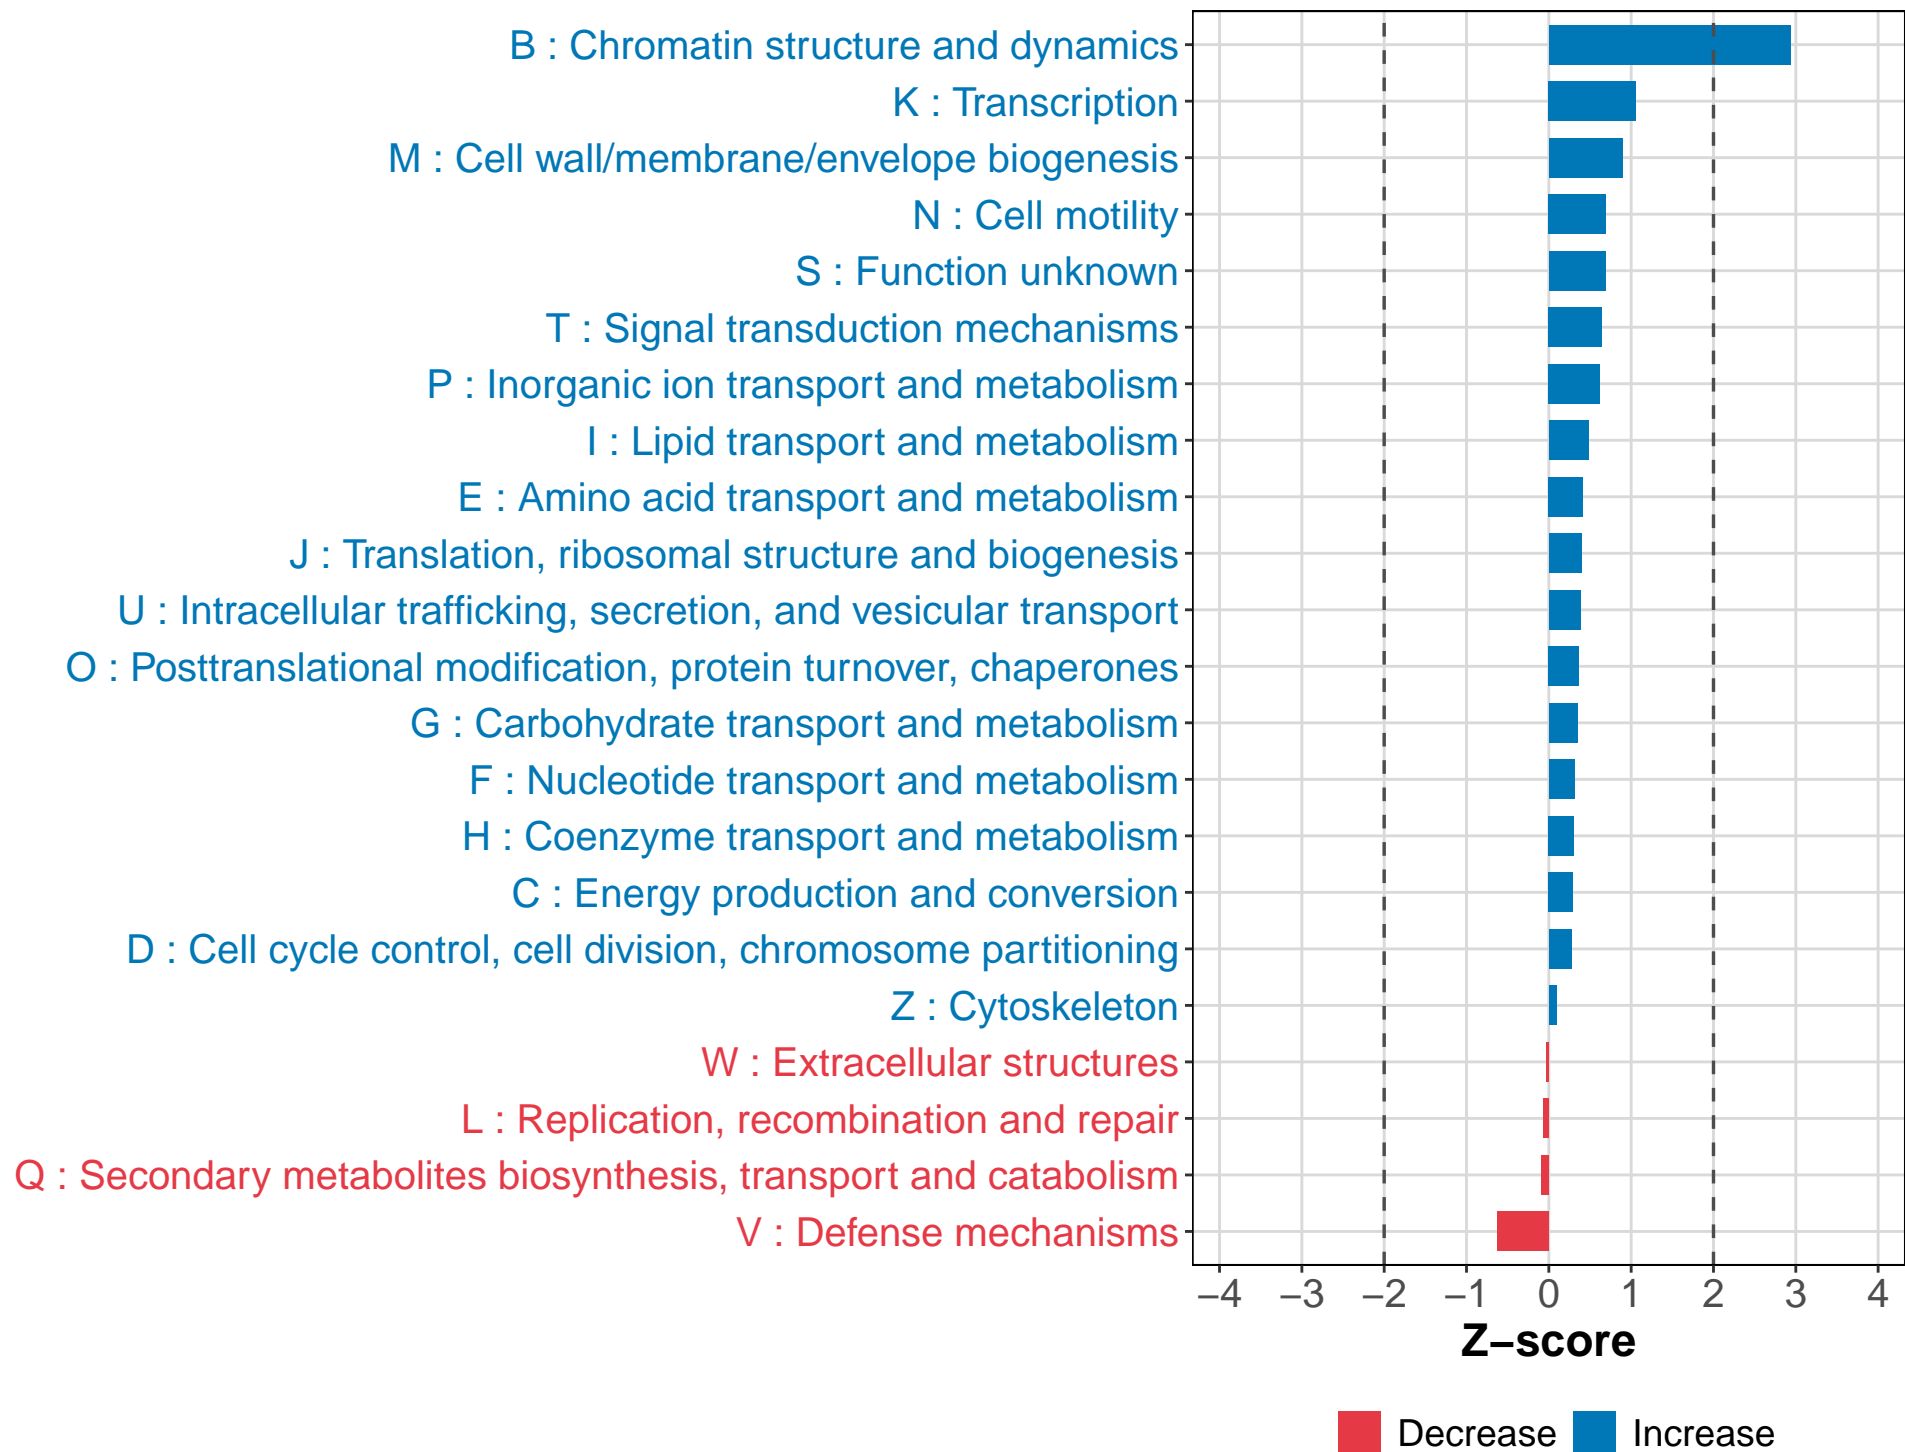 B : Chromatin structure and dynamics
K : Transcription
M : Cell wall/membrane/envelope biogenesis
N : Cell motility
S : Function unknown
T : Signal transduction mechanisms
P : Inorganic ion transport and metabolism
I : Lipid transport and metabolism
E : Amino acid transport and metabolism
J : Translation, ribosomal structure and biogenesis
U : Intracellular trafficking, secretion, and vesicular transport
O : Posttranslational modification, protein turnover, chaperones
G : Carbohydrate transport and metabolism
F : Nucleotide transport and metabolism
H : Coenzyme transport and metabolism
C : Energy production and conversion
D : Cell cycle control, cell division, chromosome partitioning
Z : Cytoskeleton
W : Extracellular structures
L : Replication, recombination and repair
Q : Secondary metabolites biosynthesis, transport and catabolism
V : Defense mechanisms
−4 −3 −2 −1 0 1 2 3 4
Z−score
Decrease Increase